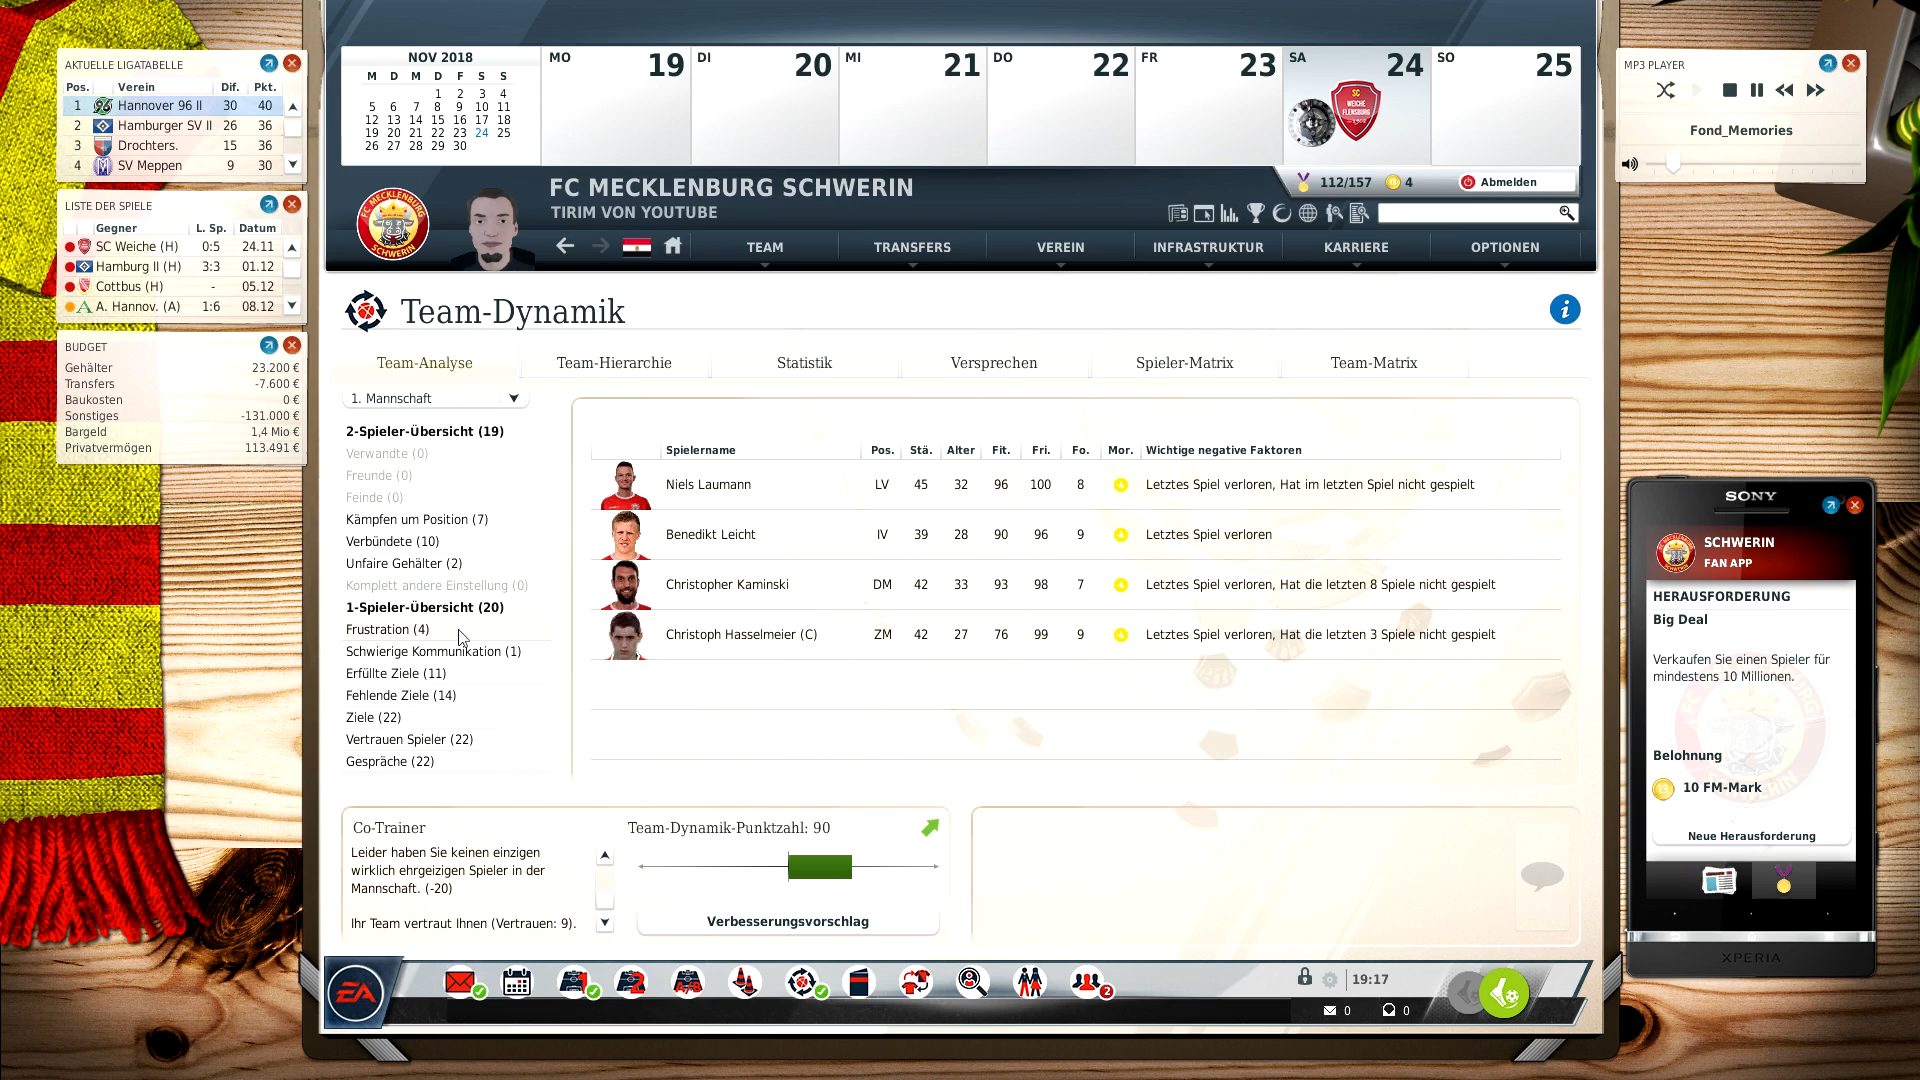 AKTUELLE LIGATABELLE
Pos. Verein Dif. Pkt.
1 Hannover 96 II 30 40
2 Hamburger SV II 26 36
3 Drochters. 15 36
4 SV Meppen 9 30
LISTE DER SPIELE
Gegner L. Sp. Datum
SC Weiche (H) 0:5 24.11
Hamburg II (H) 3:3 01.12
Cottbus (H) - 05.12
A. Hannov. (A) 1:6 08.12
BUDGET
Gehälter 23.200 €
Transfers -7.600 €
Baukosten 0 €
Sonstiges -131.000 €
Bargeld 1,4 Mio €
Privatvermögen 113.491 €
NOV 2018
M D M D F S S
1 2 3 4
5 6 7 8 9 10 11
12 13 14 15 16 17 18
19 20 21 22 23 24 25
26 27 28 29 30
MO 19
DI 20
MI 21
DO 22
FR 23
SA 24
SC WEICHE FLENSBURG
SO 25
FC MECKLENBURG SCHWERIN
TIRIM VON YOUTUBE
FC MECKLENBURG SCHWERIN
112/157 4 Abmelden
TEAM TRANSFERS VEREIN INFRASTRUKTUR KARRIERE OPTIONEN
Team-Dynamik
i
Team-Analyse Team-Hierarchie Statistik Versprechen Spieler-Matrix Team-Matrix
1. Mannschaft
2-Spieler-Übersicht (19)
Verwandte (0)
Freunde (0)
Feinde (0)
Kämpfen um Position (7)
Verbündete (10)
Unfaire Gehälter (2)
Komplett andere Einstellung (0)
1-Spieler-Übersicht (20)
Frustration (4)
Schwierige Kommunikation (1)
Erfüllte Ziele (11)
Fehlende Ziele (14)
Ziele (22)
Vertrauen Spieler (22)
Gespräche (22)
Spielername Pos. Stä. Alter Fit. Fri. Fo. Mor. Wichtige negative Faktoren
Niels Laumann LV 45 32 96 100 8 Letztes Spiel verloren, Hat im letzten Spiel nicht gespielt
Benedikt Leicht IV 39 28 90 96 9 Letztes Spiel verloren
Christopher Kaminski DM 42 33 93 98 7 Letztes Spiel verloren, Hat die letzten 8 Spiele nicht gespielt
Christoph Hasselmeier (C) ZM 42 27 76 99 9 Letztes Spiel verloren, Hat die letzten 3 Spiele nicht gespielt
Co-Trainer
Leider haben Sie keinen einzigen
wirklich ehrgeizigen Spieler in der
Mannschaft. (-20)
Ihr Team vertraut Ihnen (Vertrauen: 9).
Team-Dynamik-Punktzahl: 90
Verbesserungsvorschlag
EA
1 2 A/B 2
19:17
0 0
MP3 PLAYER
Fond_Memories
SONY
SCHWERIN
FAN APP
HERAUSFORDERUNG
Big Deal
Verkaufen Sie einen Spieler für
mindestens 10 Millionen.
Belohnung
10 FM-Mark
Neue Herausforderung
XPERIA